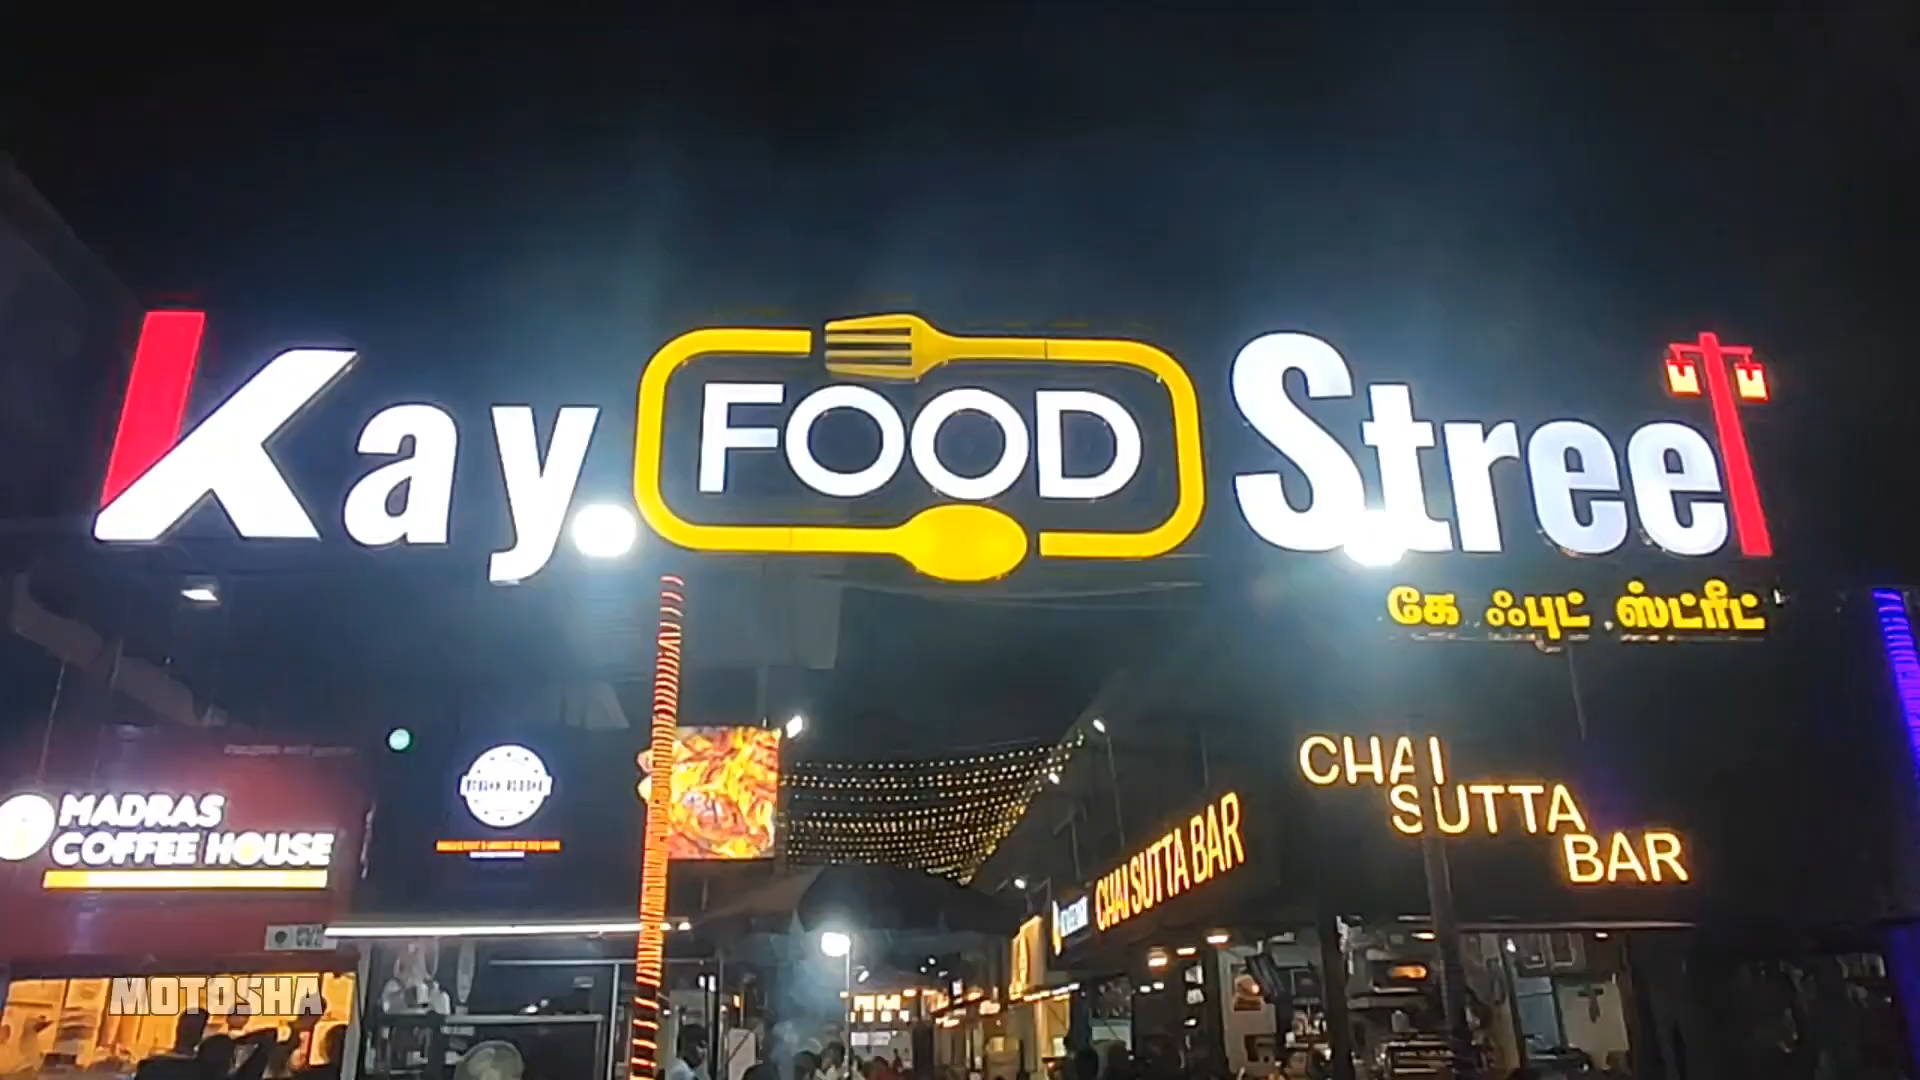 Kay FOOD Street
கே ஃபுட் ஸ்ட்ரீட்
MADRAS
COFFEE HOUSE
CHAI SUTTA BAR
CHAI
SUTTA
BAR
MOTOSHA